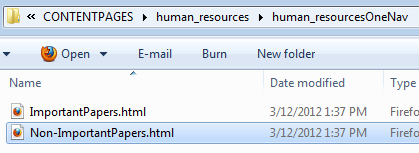 « CONTENTPAGES ▸ human_resources ▸ human_resourcesOneNav
Open ▾ E-mail Burn New folder
Name Date modified Type
ImportantPapers.html 3/12/2012 1:37 PM Firefo
Non-ImportantPapers.html 3/12/2012 1:37 PM Firefo